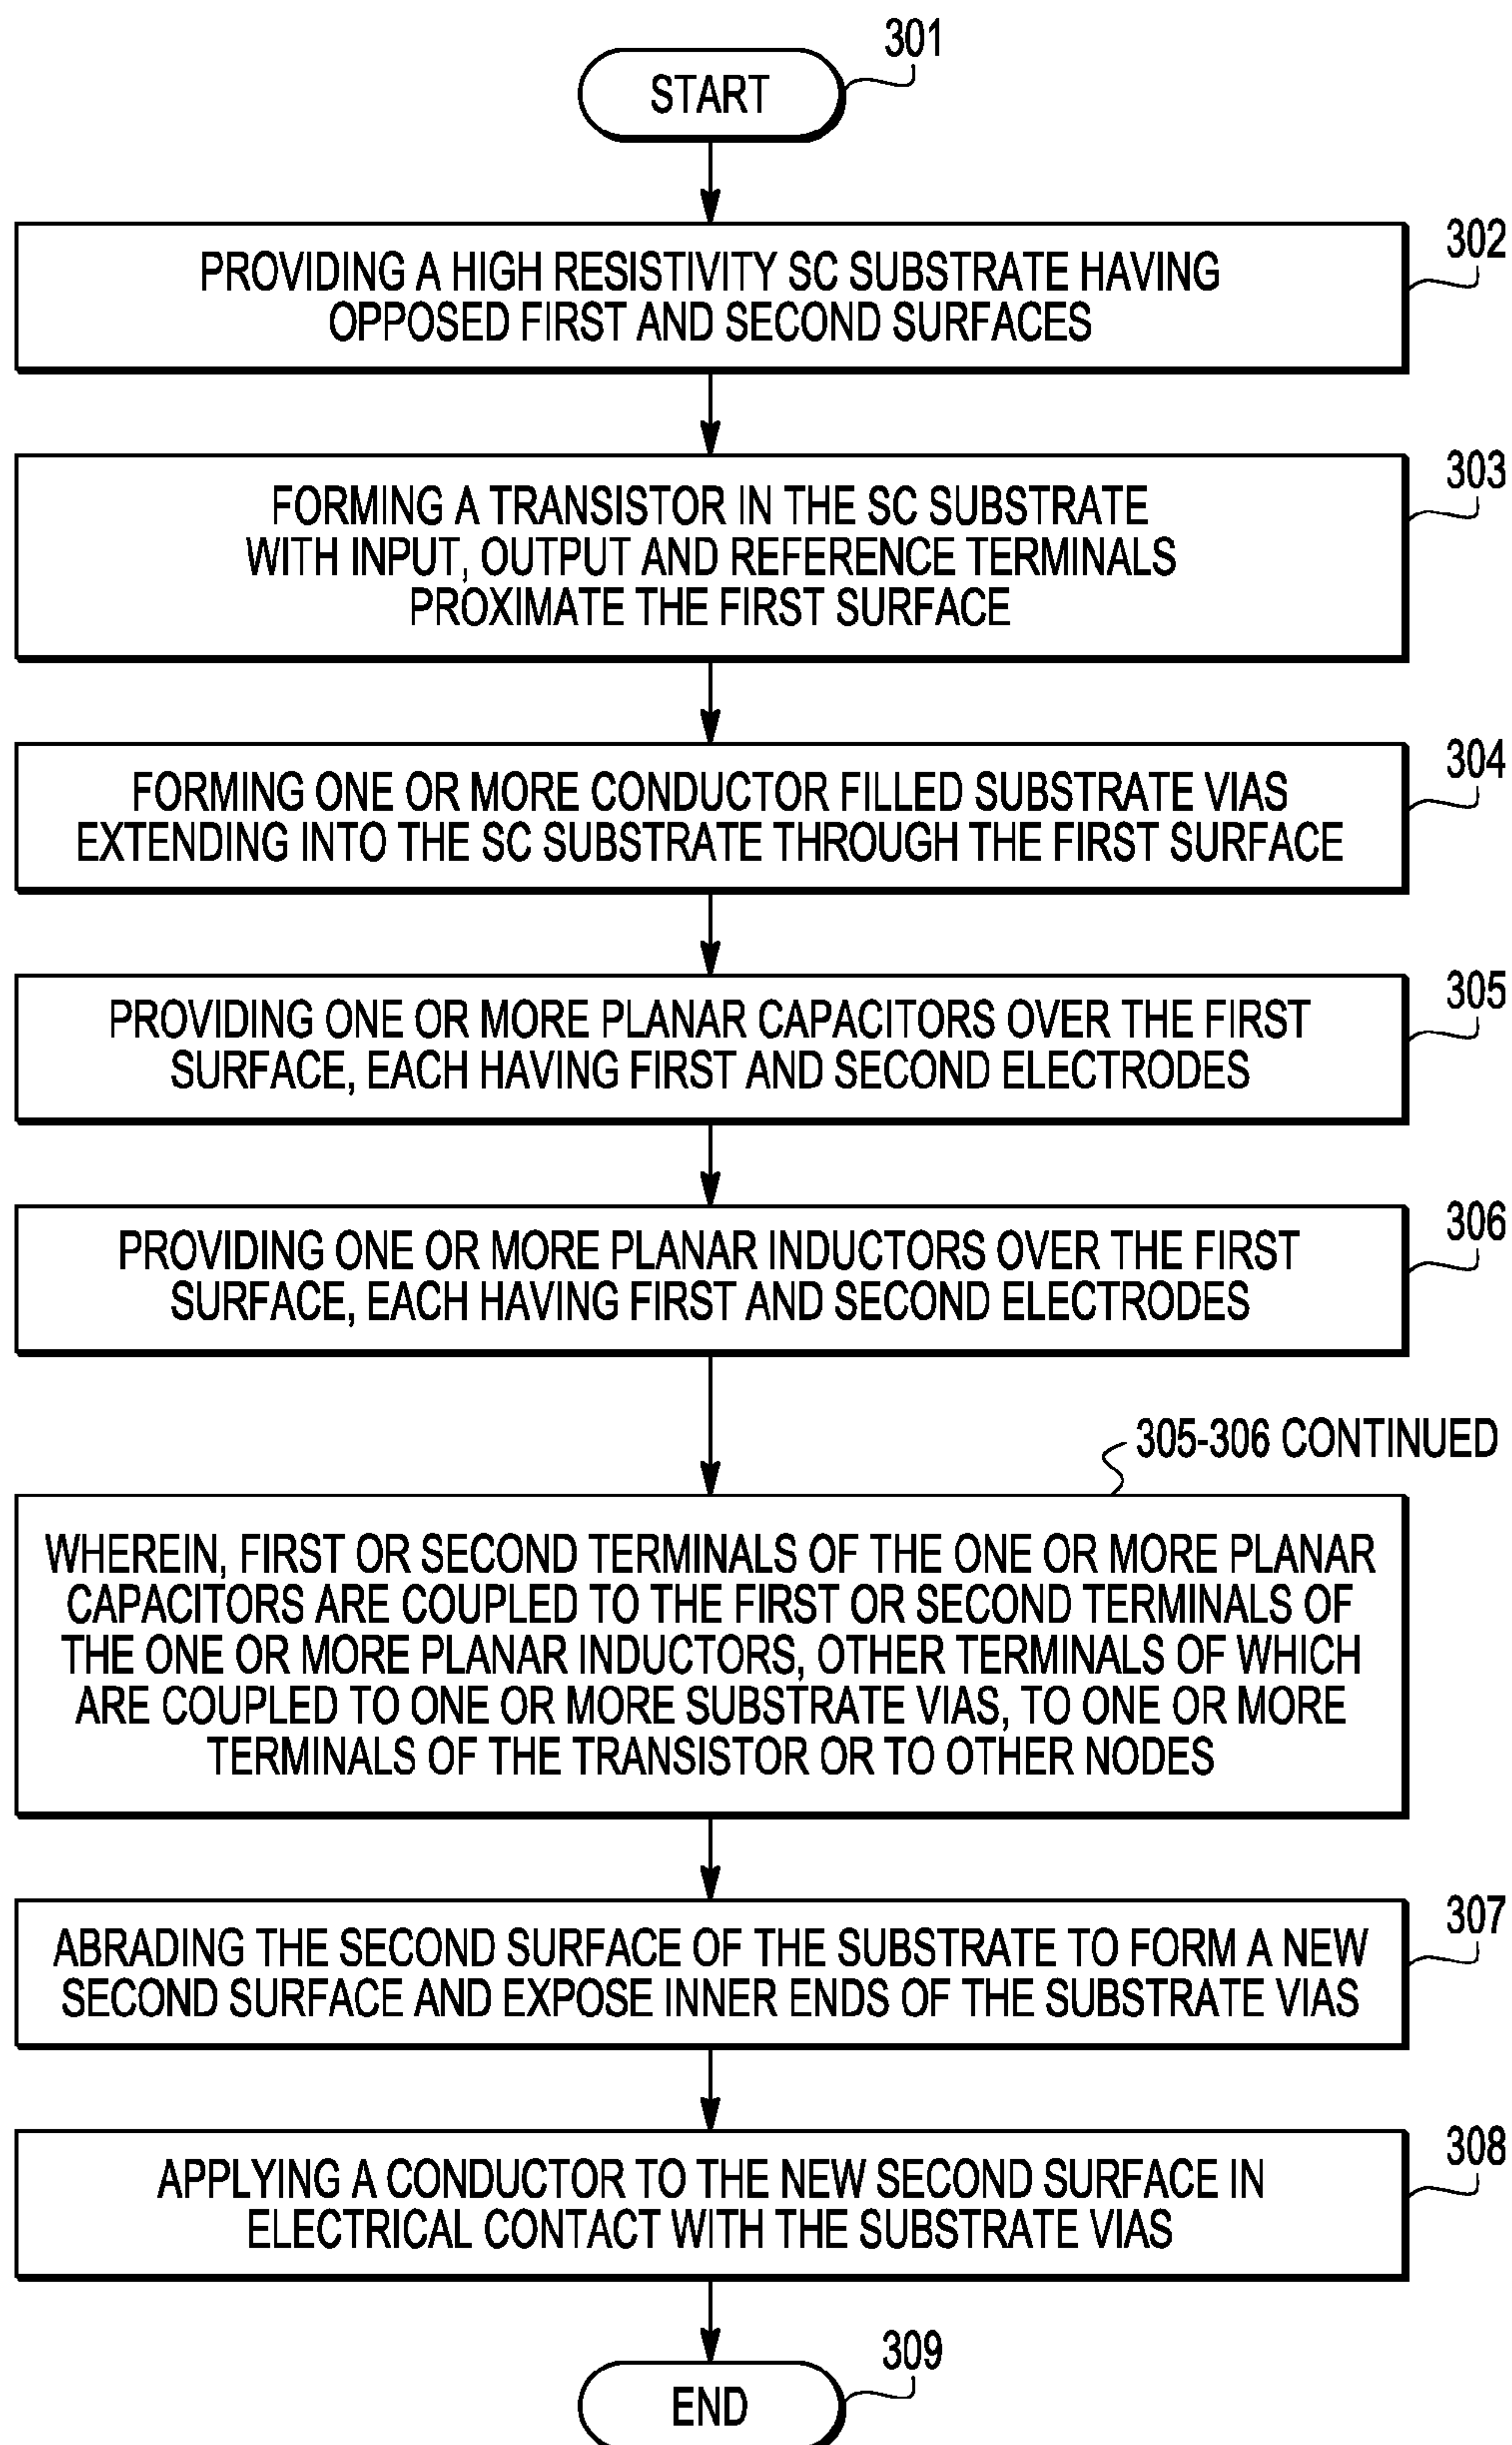 301
START
302
PROVIDING A HIGH RESISTIVITY SC SUBSTRATE HAVING
OPPOSED FIRST AND SECOND SURFACES
303
FORMING A TRANSISTOR IN THE SC SUBSTRATE
WITH INPUT, OUTPUT AND REFERENCE TERMINALS
PROXIMATE THE FIRST SURFACE
304
FORMING ONE OR MORE CONDUCTOR FILLED SUBSTRATE VIAS
EXTENDING INTO THE SC SUBSTRATE THROUGH THE FIRST SURFACE
305
PROVIDING ONE OR MORE PLANAR CAPACITORS OVER THE FIRST
SURFACE, EACH HAVING FIRST AND SECOND ELECTRODES
306
PROVIDING ONE OR MORE PLANAR INDUCTORS OVER THE FIRST
SURFACE, EACH HAVING FIRST AND SECOND ELECTRODES
305-306 CONTINUED
WHEREIN, FIRST OR SECOND TERMINALS OF THE ONE OR MORE PLANAR
CAPACITORS ARE COUPLED TO THE FIRST OR SECOND TERMINALS OF
THE ONE OR MORE PLANAR INDUCTORS, OTHER TERMINALS OF WHICH
ARE COUPLED TO ONE OR MORE SUBSTRATE VIAS, TO ONE OR MORE
TERMINALS OF THE TRANSISTOR OR TO OTHER NODES
307
ABRADING THE SECOND SURFACE OF THE SUBSTRATE TO FORM A NEW
SECOND SURFACE AND EXPOSE INNER ENDS OF THE SUBSTRATE VIAS
308
APPLYING A CONDUCTOR TO THE NEW SECOND SURFACE IN
ELECTRICAL CONTACT WITH THE SUBSTRATE VIAS
309
END